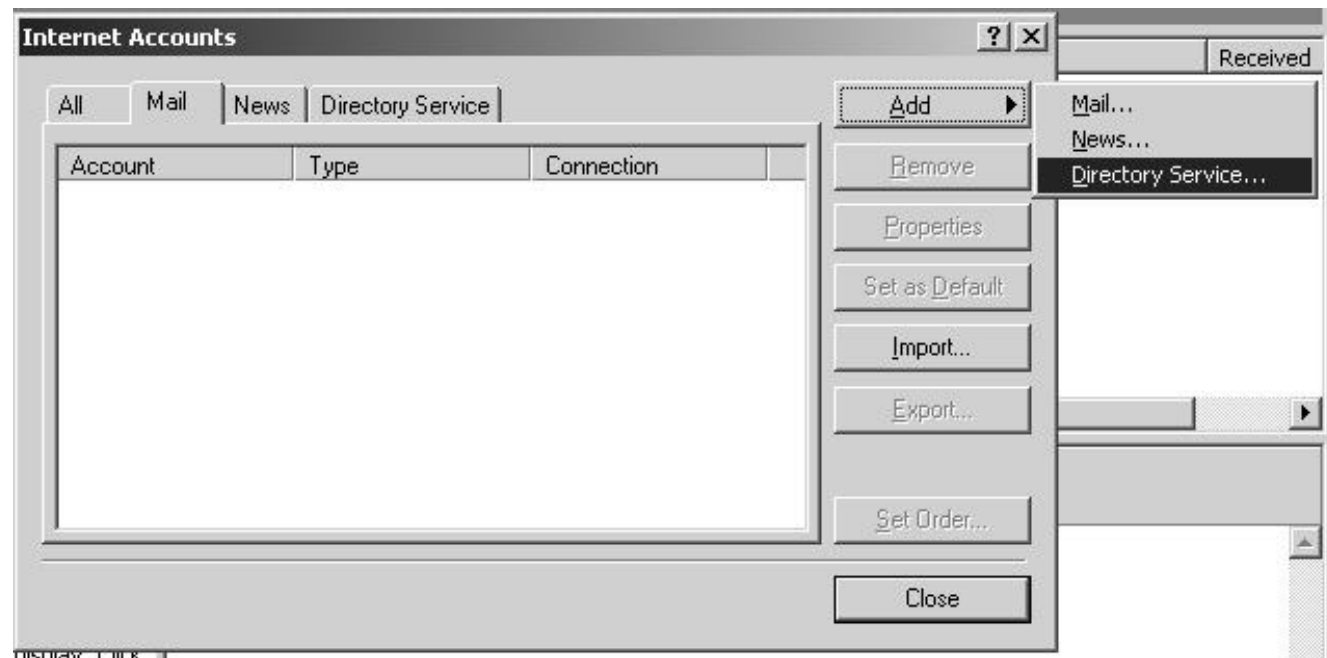 Internet Accounts
Received
All Mail News Directory Service
Add
Mail...
News...
Directory Service...
Account Type Connection
Remove
Properties
Set as Default
Import...
Export...
Set Order...
Close